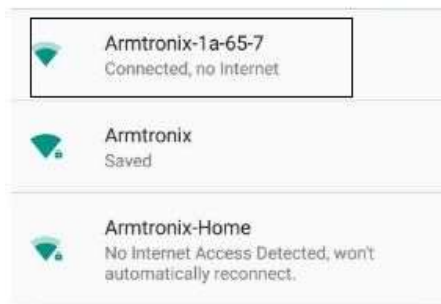 Armtronix-1a-65-7
Connected, no Internet
Armtronix
Saved
Armtronix-Home
No Internet Access Detected, won't
automatically reconnect.